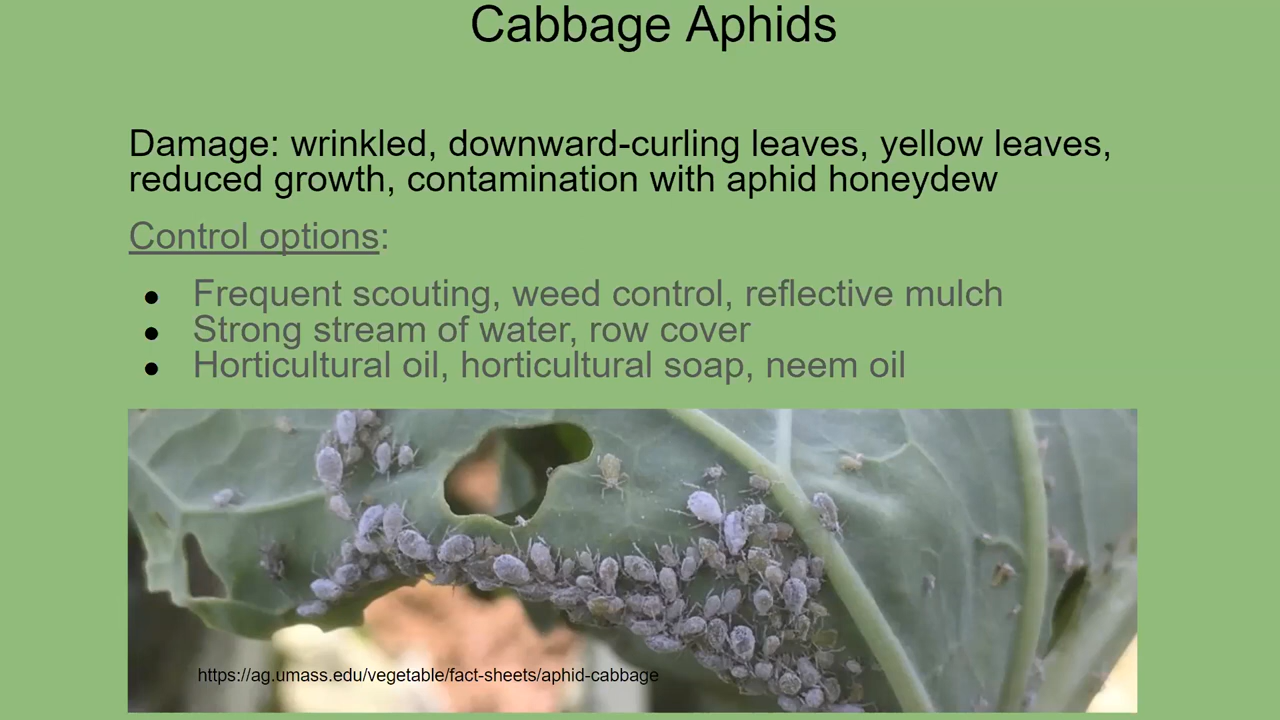 Cabbage Aphids
Damage: wrinkled, downward-curling leaves, yellow leaves,
reduced growth, contamination with aphid honeydew
Control options:
● Frequent scouting, weed control, reflective mulch
● Strong stream of water, row cover
● Horticultural oil, horticultural soap, neem oil
https://ag.umass.edu/vegetable/fact-sheets/aphid-cabbage